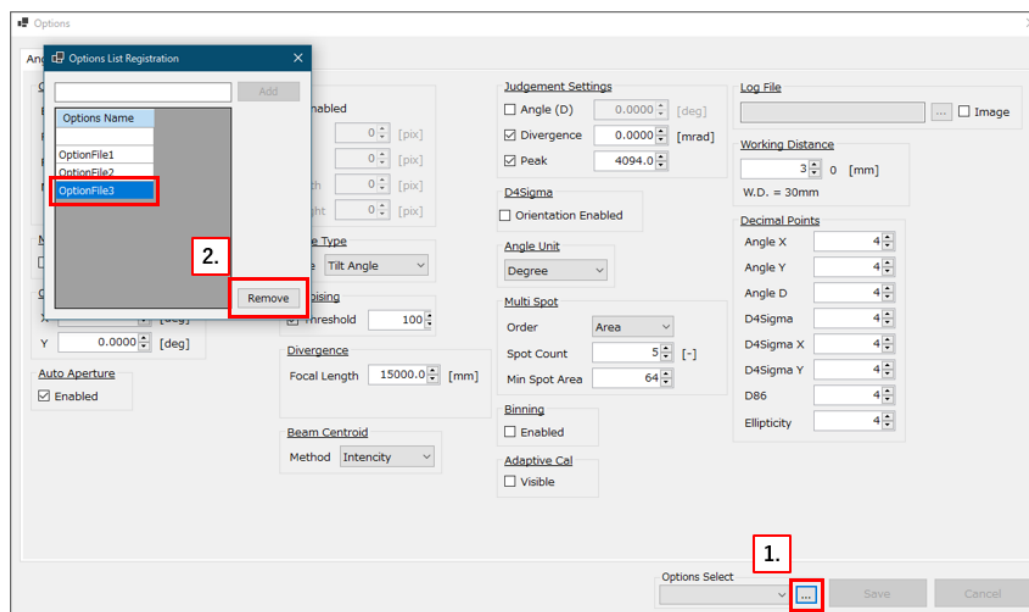 Options
Options List Registration
Add
Options Name
OptionFile1
OptionFile2
OptionFile3
2.
Remove
Threshold 100
0.0000 [deg]
Y 0.0000 [deg]
Auto Aperture
Enabled
0 [pix]
0 [pix]
0 [pix]
0 [pix]
Type
Tilt Angle
Divergence
Focal Length 15000.0 [mm]
Beam Centroid
Method Intencity
Judgement Settings
Angle (D) 0.0000 [deg]
Divergence 0.0000 [mrad]
Peak 4094.0
D4Sigma
Orientation Enabled
Angle Unit
Degree
Multi Spot
Order Area
Spot Count 5 [-]
Min Spot Area 64
Binning
Enabled
Adaptive Cal
Visible
Log File
... Image
Working Distance
3 0 [mm]
W.D. = 30mm
Decimal Points
Angle X 4
Angle Y 4
Angle D 4
D4Sigma 4
D4Sigma X 4
D4Sigma Y 4
D86 4
Ellipticity 4
1.
Options Select
... Save Cancel